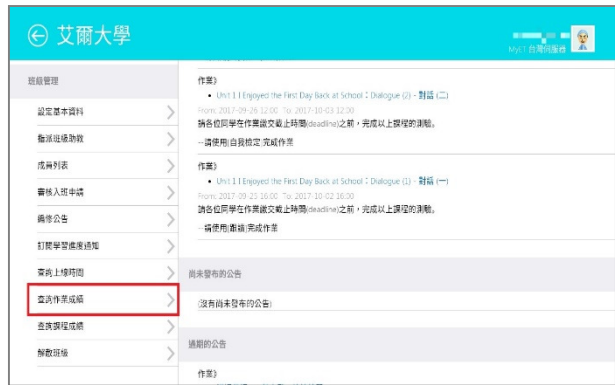 艾爾大學
MyET 台灣伺服器
班級管理
設定基本資料
指派班級助教
成員列表
審核入班申請
編修公告
訂閱學習進度通知
查詢上線時間
查詢作業成績
查詢課程成績
解散班級
作業》
Unit 1 I Enjoyed the First Day Back at School：Dialogue (2) - 對話 (二)
From: 2017-09-26 12:00 To: 2017-10-03 12:00
請各位同學在作業繳交截止時間(deadline)之前，完成以上課程的測驗。
--請使用[自我檢定]完成作業
作業》
Unit 1 I Enjoyed the First Day Back at School：Dialogue (1) - 對話 (一)
From: 2017-09-25 16:00 To: 2017-10-02 16:00
請各位同學在作業繳交截止時間(deadline)之前，完成以上課程的測驗。
--請使用[跟讀]完成作業
尚未發布的公告
(沒有尚未發布的公告)
過期的公告
作業》